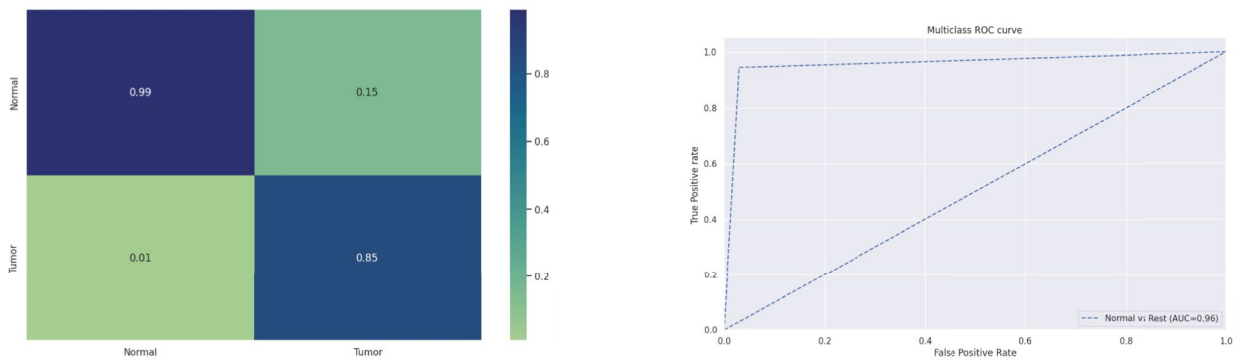 Normal
0.99
0.15
Tumor
0.01
0.85
Normal
Tumor
0.8
0.6
0.4
0.2
Multiclass ROC curve
True Positive rate
1.0
0.8
0.6
0.4
0.2
0.0
0.0
0.2
0.4
0.6
0.8
1.0
False Positive Rate
Normal vs Rest (AUC=0.96)